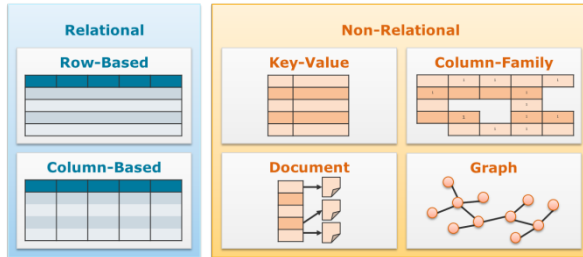 Relational
Row-Based
Column-Based
Non-Relational
Key-Value
Column-Family
Document
Graph